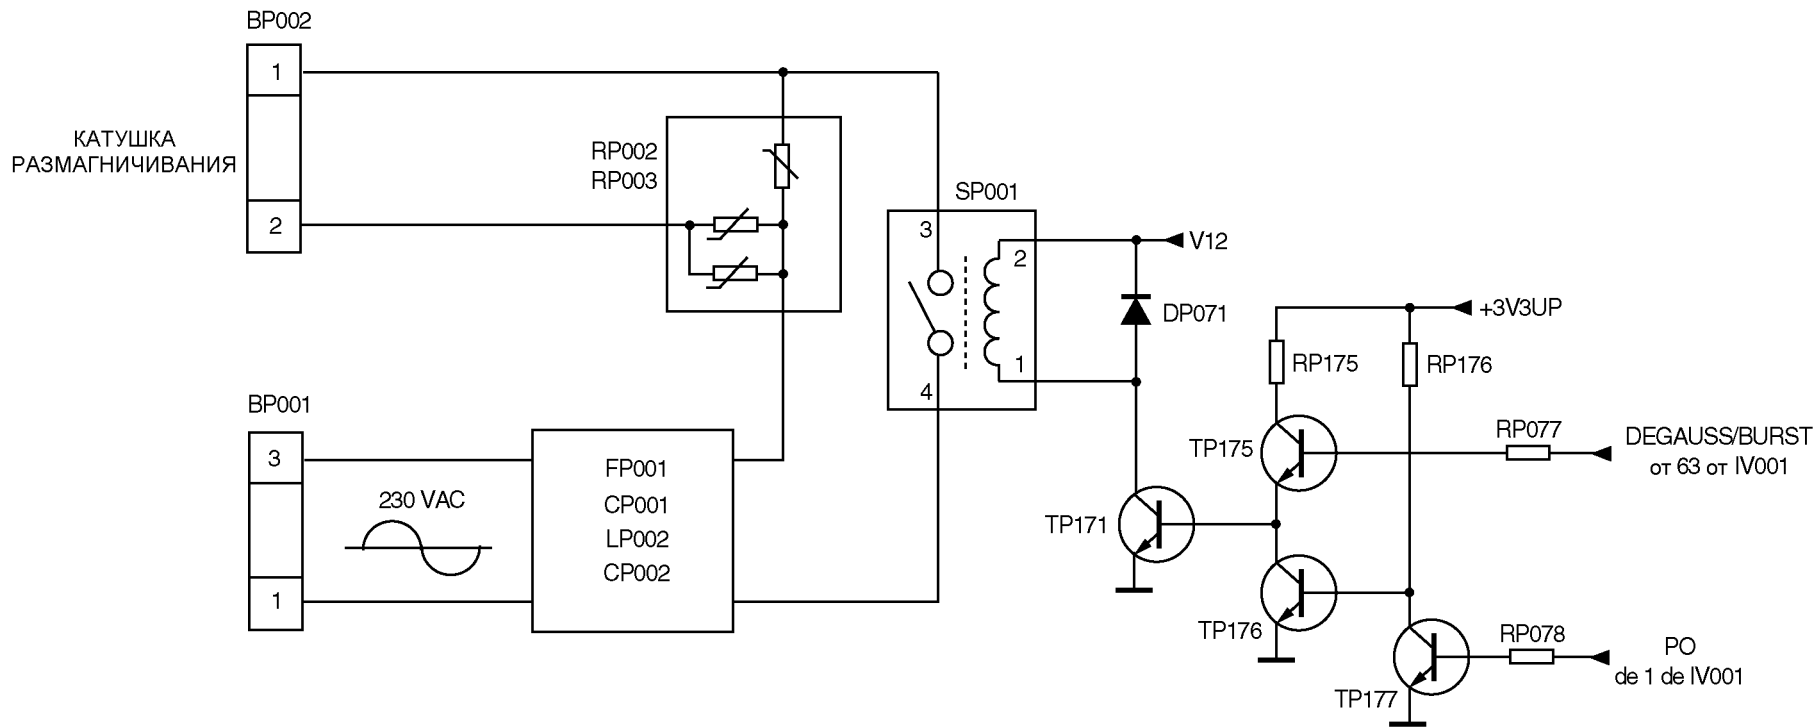 BP002
1
КАТУШКА
РАЗМАГНИЧИВАНИЯ
2
RP002
RP003
SP001
3
2
1
4
V12
DP071
+3V3UP
RP175
RP176
BP001
3
230 VAC
1
FP001
CP001
LP002
CP002
TP171
TP175
RP077
DEGAUSS/BURST
от 63 от IV001
TP176
RP078
PO
de 1 de IV001
TP177